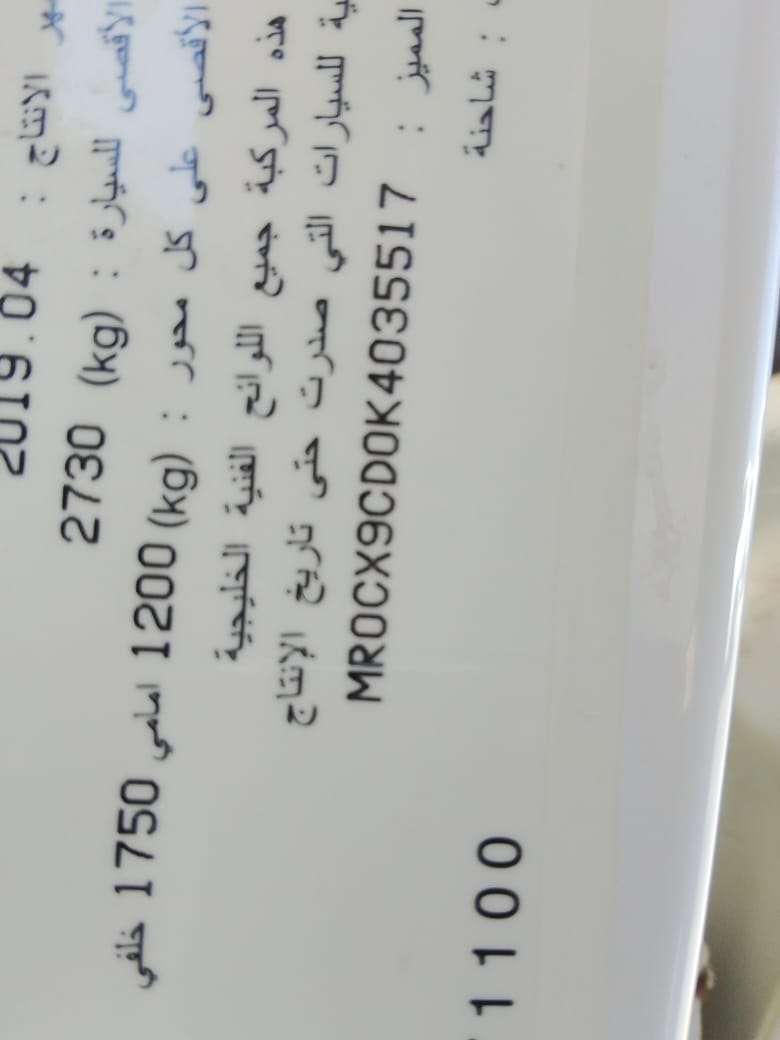 الانتاج : 2019.04
الأقصى للسيارة : (kg) 2730
الأقصى على كل محور : (kg) 1200 امامي 1750 خلفي
هذه المركبة جميع اللوائح الفنية الخليجية
للسيارات التي صدرت حتى تاريخ الإنتاج
المميز : MR0CX9CD0K4035517
: شاحنة
1100